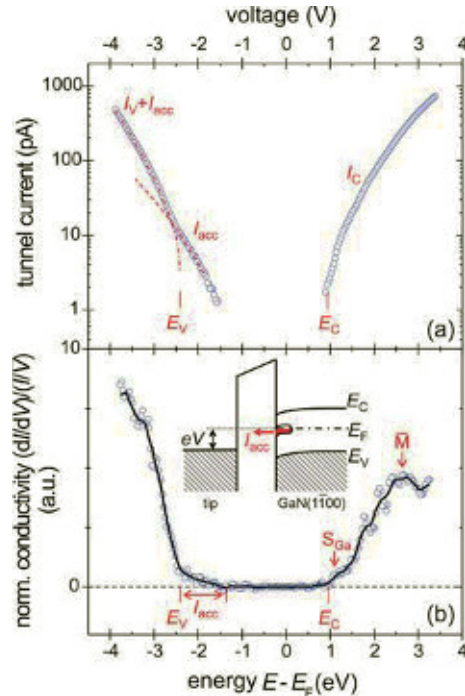 voltage (V)
-4 -3 -2 -1 0 1 2 3 4
1000
100
10
1
tunnel current (pA)
I_V+I_acc
I_acc
I_C
E_V
E_C
(a)
10
0
norm. conductivity (dI/dV)/(I/V)
(a.u.)
E_C
E_F
E_V
eV
I_acc
tip
GaN(11̄00)
M̄
S_Ga
I_acc
E_V
E_C
(b)
-4 -3 -2 -1 0 1 2 3 4
energy E - E_F (eV)